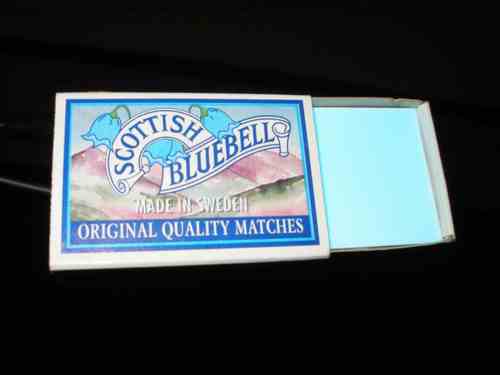 SCOTTISH
BLUEBELL
MADE IN SWEDEN
ORIGINAL QUALITY MATCHES